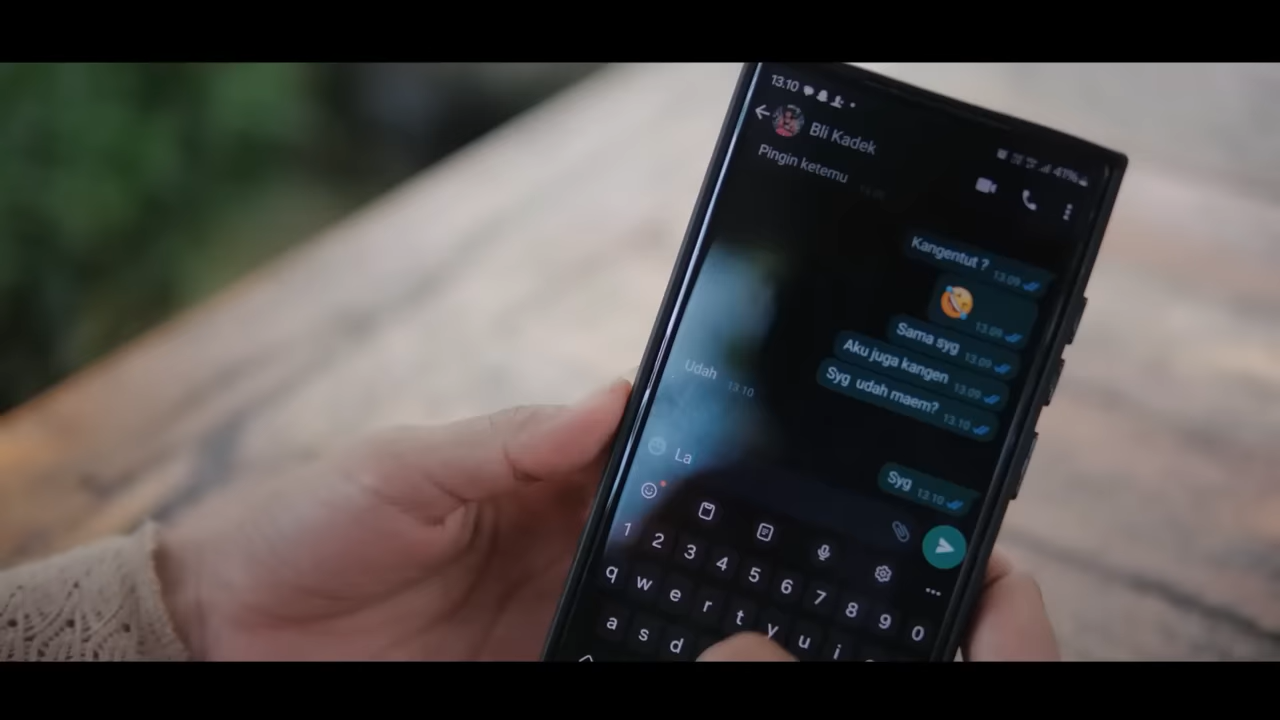 13.10
41%
Bli Kadek
Pingin ketemu
Kangentut ? 13.09
13.09
Sama syg 13.09
Aku juga kangen 13.09
Syg udah maem? 13.10
Udah 13.10
Syg 13.10
La
1 2 3 4 5 6 7 8 9 0
q w e r t y u i
a s d